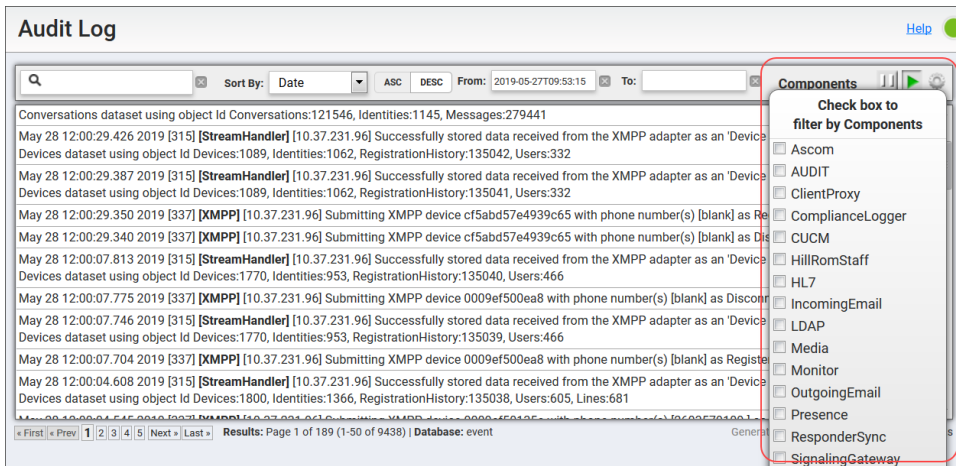 Audit Log
Help
Sort By: Date ASC DESC From: 2019-05-27T09:53:15 To: Components
Conversations dataset using object Id Conversations:121546, Identities:1145, Messages:279441
May 28 12:00:29.426 2019 [315] [StreamHandler] [10.37.231.96] Successfully stored data received from the XMPP adapter as an 'Device
Devices dataset using object Id Devices:1089, Identities:1062, RegistrationHistory:135042, Users:332
May 28 12:00:29.387 2019 [315] [StreamHandler] [10.37.231.96] Successfully stored data received from the XMPP adapter as an 'Device
Devices dataset using object Id Devices:1089, Identities:1062, RegistrationHistory:135041, Users:332
May 28 12:00:29.350 2019 [337] [XMPP] [10.37.231.96] Submitting XMPP device cf5abd57e4939c65 with phone number(s) [blank] as Re
May 28 12:00:29.340 2019 [337] [XMPP] [10.37.231.96] Submitting XMPP device cf5abd57e4939c65 with phone number(s) [blank] as Dis
May 28 12:00:07.813 2019 [315] [StreamHandler] [10.37.231.96] Successfully stored data received from the XMPP adapter as an 'Device
Devices dataset using object Id Devices:1770, Identities:953, RegistrationHistory:135040, Users:466
May 28 12:00:07.775 2019 [337] [XMPP] [10.37.231.96] Submitting XMPP device 0009ef500ea8 with phone number(s) [blank] as Disconn
May 28 12:00:07.746 2019 [315] [StreamHandler] [10.37.231.96] Successfully stored data received from the XMPP adapter as an 'Device
Devices dataset using object Id Devices:1770, Identities:953, RegistrationHistory:135039, Users:466
May 28 12:00:07.704 2019 [337] [XMPP] [10.37.231.96] Submitting XMPP device 0009ef500ea8 with phone number(s) [blank] as Registe
May 28 12:00:04.608 2019 [315] [StreamHandler] [10.37.231.96] Successfully stored data received from the XMPP adapter as an 'Device
Devices dataset using object Id Devices:1800, Identities:1366, RegistrationHistory:135038, Users:605, Lines:681
« First « Prev 1 2 3 4 5 Next » Last » Results: Page 1 of 189 (1-50 of 9438) | Database: event Generat s
Check box to
filter by Components
Ascom
AUDIT
ClientProxy
ComplianceLogger
CUCM
HillRomStaff
HL7
IncomingEmail
LDAP
Media
Monitor
OutgoingEmail
Presence
ResponderSync
SignalingGateway